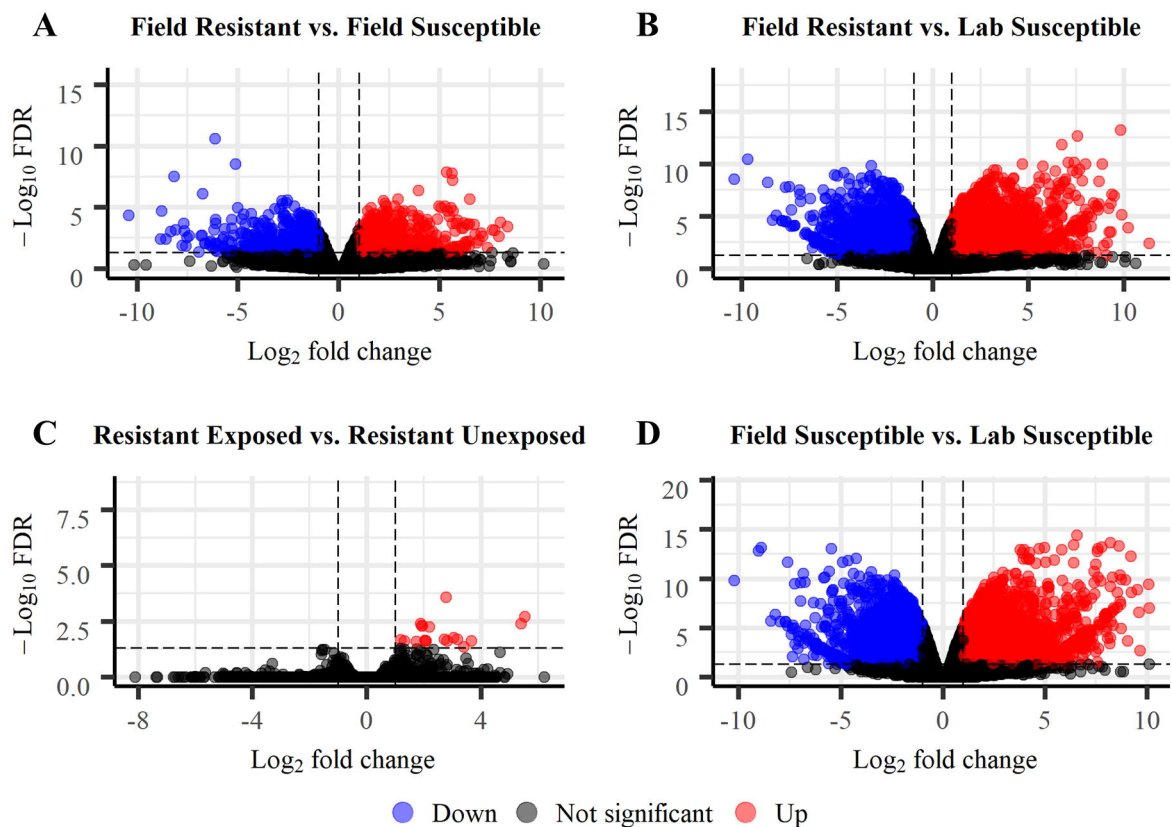 A Field Resistant vs. Field Susceptible
−Log₁₀ FDR
15
10
5
0
-10 -5 0 5 10
Log₂ fold change
B Field Resistant vs. Lab Susceptible
−Log₁₀ FDR
15
10
5
0
-10 -5 0 5 10
Log₂ fold change
C Resistant Exposed vs. Resistant Unexposed
−Log₁₀ FDR
7.5
5.0
2.5
0.0
-8 -4 0 4
Log₂ fold change
D Field Susceptible vs. Lab Susceptible
−Log₁₀ FDR
20
15
10
5
0
-10 -5 0 5 10
Log₂ fold change
Down Not significant Up